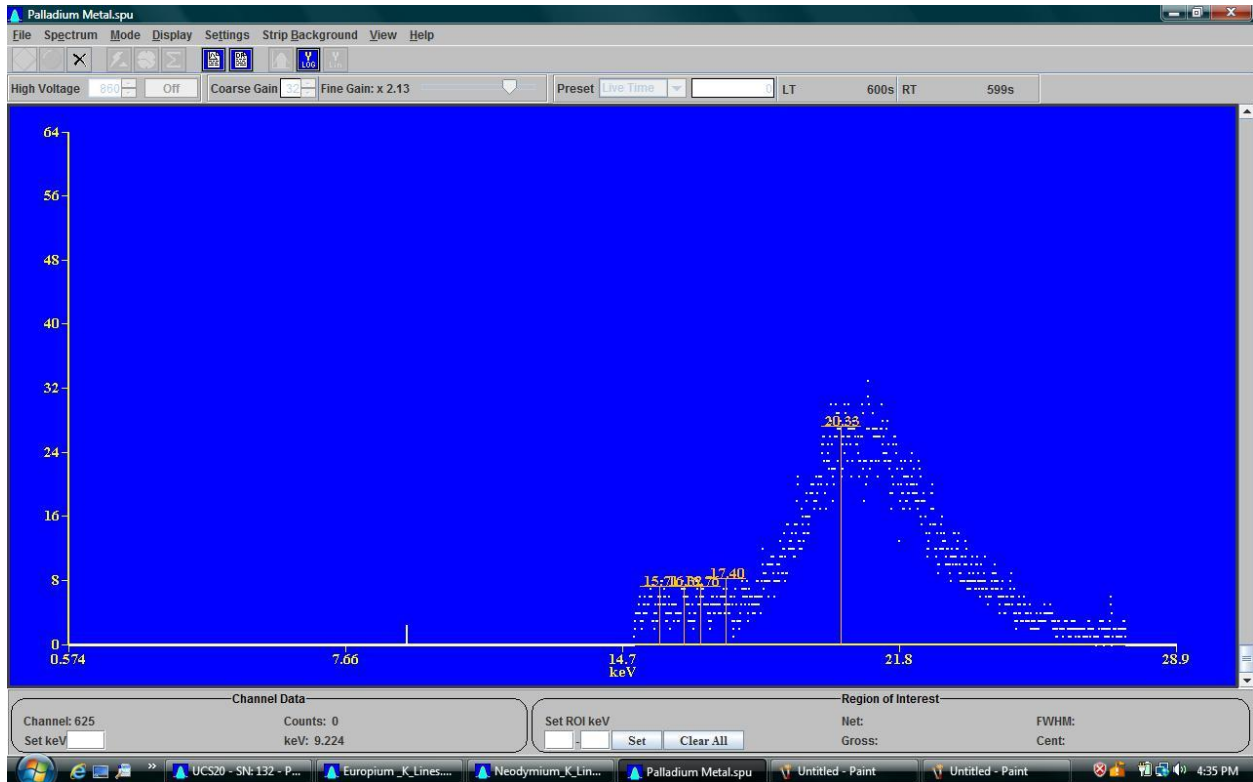 Palladium Metal.spu
File Spectrum Mode Display Settings Strip Background View Help
Y LOG
High Voltage 860 Off Coarse Gain 32 Fine Gain: x 2.13 Preset Live Time 0 LT 600s RT 599s
64
56
48
40
32
24
16
8
0
20.33
15.74 17.40
0.574 7.66 14.7 21.8 28.9
keV
Channel Data Region of Interest
Channel: 625 Counts: 0 Set ROI keV Net: FWHM:
Set keV keV: 9.224 - Set Clear All Gross: Cent:
UCS20 - SN: 132 - P... Europium _K_Lines.... Neodymium_K_Lin... Palladium Metal.spu Untitled - Paint Untitled - Paint 4:35 PM